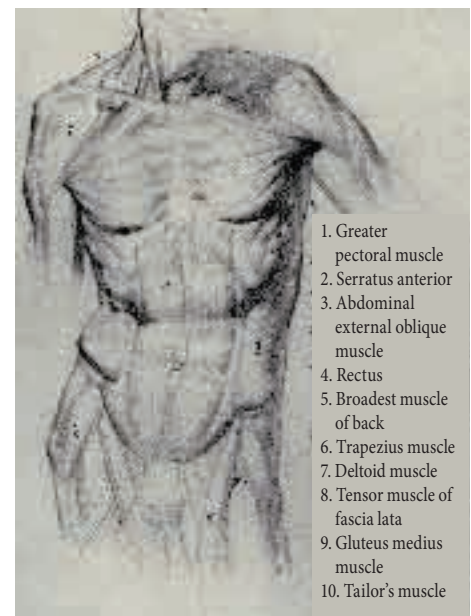 1. Greater
pectoral muscle
2. Serratus anterior
3. Abdominal
external oblique
muscle
4. Rectus
5. Broadest muscle
of back
6. Trapezius muscle
7. Deltoid muscle
8. Tensor muscle of
fascia lata
9. Gluteus medius
muscle
10. Tailor's muscle